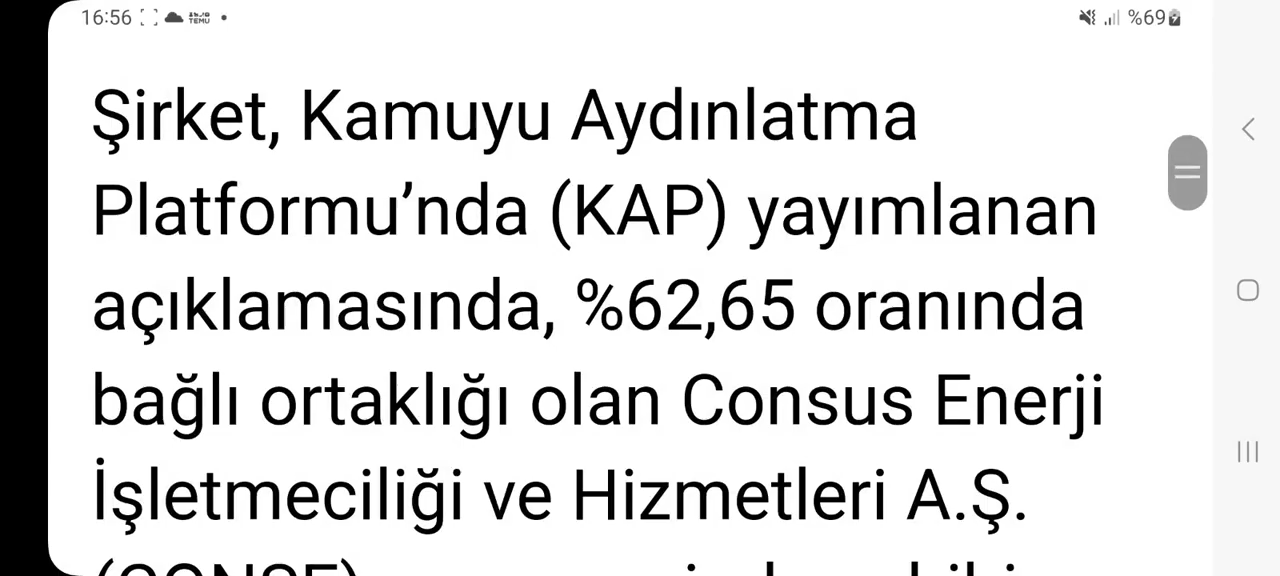 16:56 TEMU %69
Şirket, Kamuyu Aydınlatma
Platformu’nda (KAP) yayımlanan
açıklamasında, %62,65 oranında
bağlı ortaklığı olan Consus Enerji
İşletmeciliği ve Hizmetleri A.Ş.